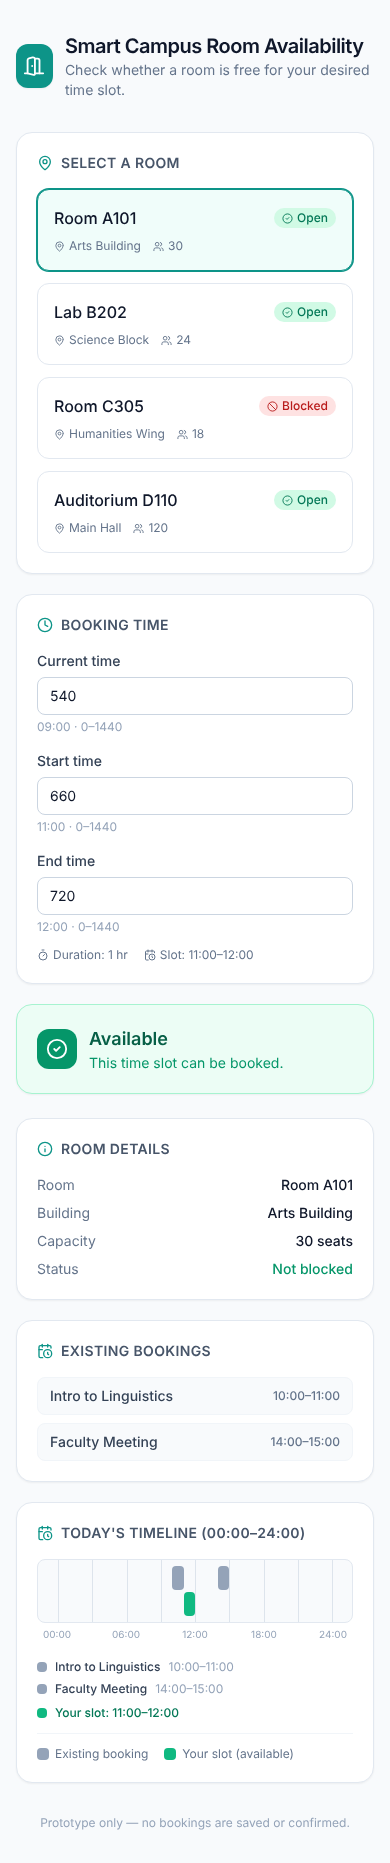 Smart Campus Room Availability
Check whether a room is free for your desired
time slot.
SELECT A ROOM
Room A101
Open
Arts Building 30
Lab B202
Open
Science Block 24
Room C305
Blocked
Humanities Wing 18
Auditorium D110
Open
Main Hall 120
BOOKING TIME
Current time
540
09:00 · 0–1440
Start time
660
11:00 · 0–1440
End time
720
12:00 · 0–1440
Duration: 1 hr Slot: 11:00–12:00
Available
This time slot can be booked.
ROOM DETAILS
Room Room A101
Building Arts Building
Capacity 30 seats
Status Not blocked
EXISTING BOOKINGS
Intro to Linguistics 10:00–11:00
Faculty Meeting 14:00–15:00
TODAY'S TIMELINE (00:00–24:00)
00:00 06:00 12:00 18:00 24:00
Intro to Linguistics 10:00–11:00
Faculty Meeting 14:00–15:00
Your slot: 11:00–12:00
Existing booking Your slot (available)
Prototype only — no bookings are saved or confirmed.